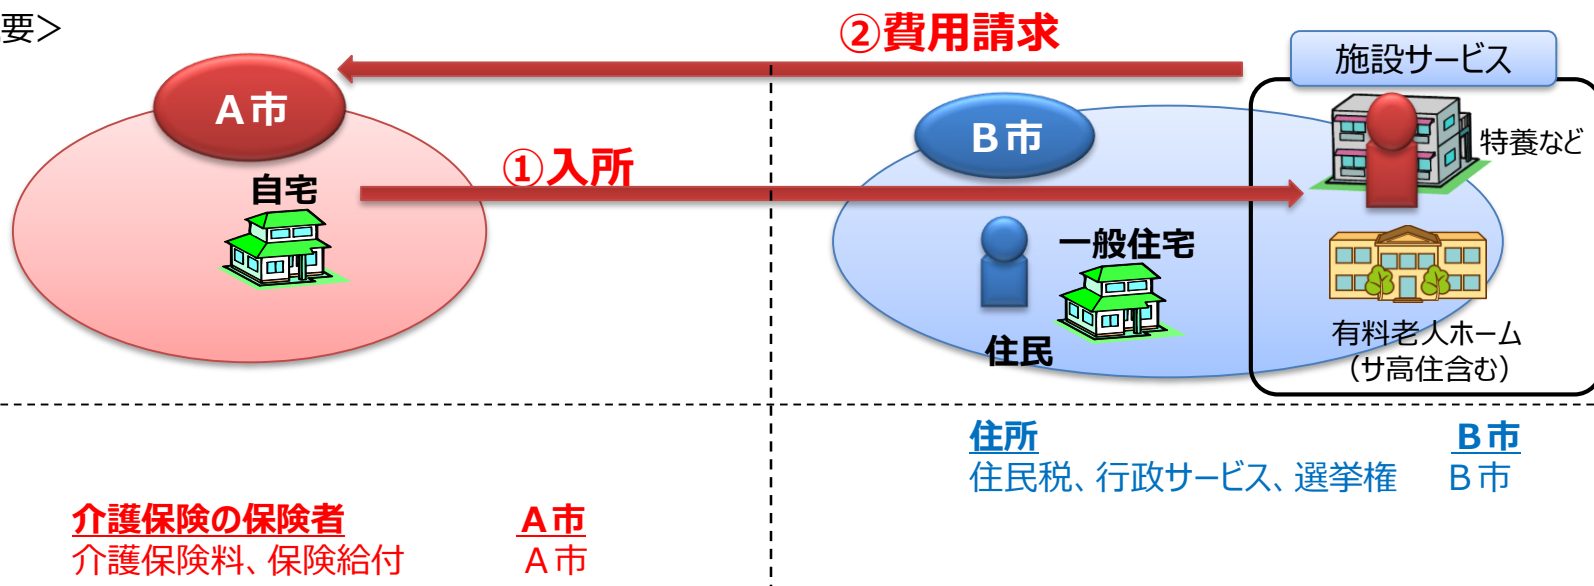 要＞
②費用請求
施設サービス
Ａ市
Ｂ市
特養など
①入所
自宅
一般住宅
住民
有料老人ホーム
（サ高住含む）
住所 Ｂ市
住民税、行政サービス、選挙権 Ｂ市
介護保険の保険者 Ａ市
介護保険料、保険給付 Ａ市